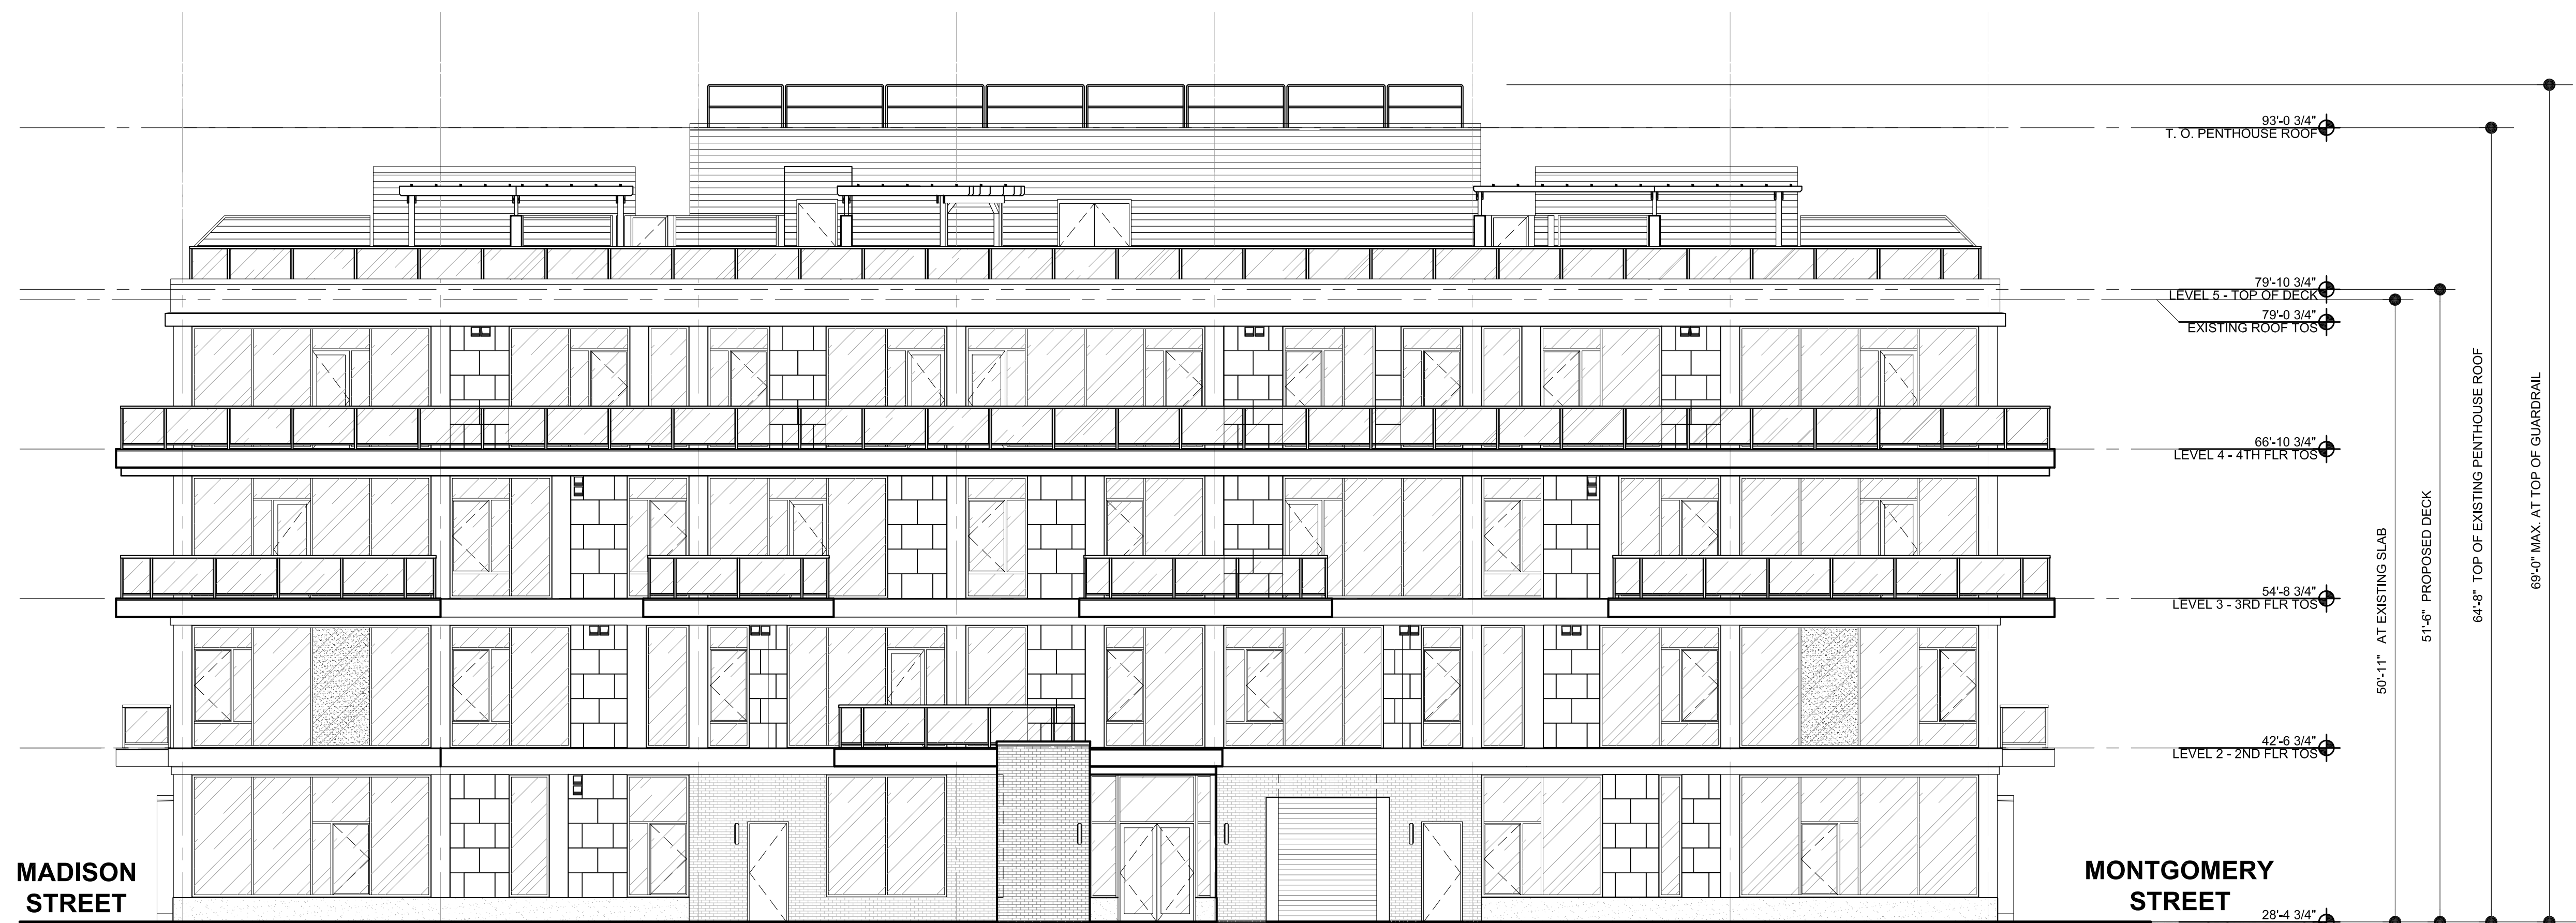 93'-0 3/4"
T. O. PENTHOUSE ROOF
79'-10 3/4"
LEVEL 5 - TOP OF DECK
79'-0 3/4"
EXISTING ROOF TOS
66'-10 3/4"
LEVEL 4 - 4TH FLR TOS
54'-8 3/4"
LEVEL 3 - 3RD FLR TOS
42'-6 3/4"
LEVEL 2 - 2ND FLR TOS
28'-4 3/4"
50'-11" AT EXISTING SLAB
51'-6" PROPOSED DECK
64'-8" TOP OF EXISTING PENTHOUSE ROOF
69'-0" MAX. AT TOP OF GUARDRAIL
MADISON
STREET
MONTGOMERY
STREET